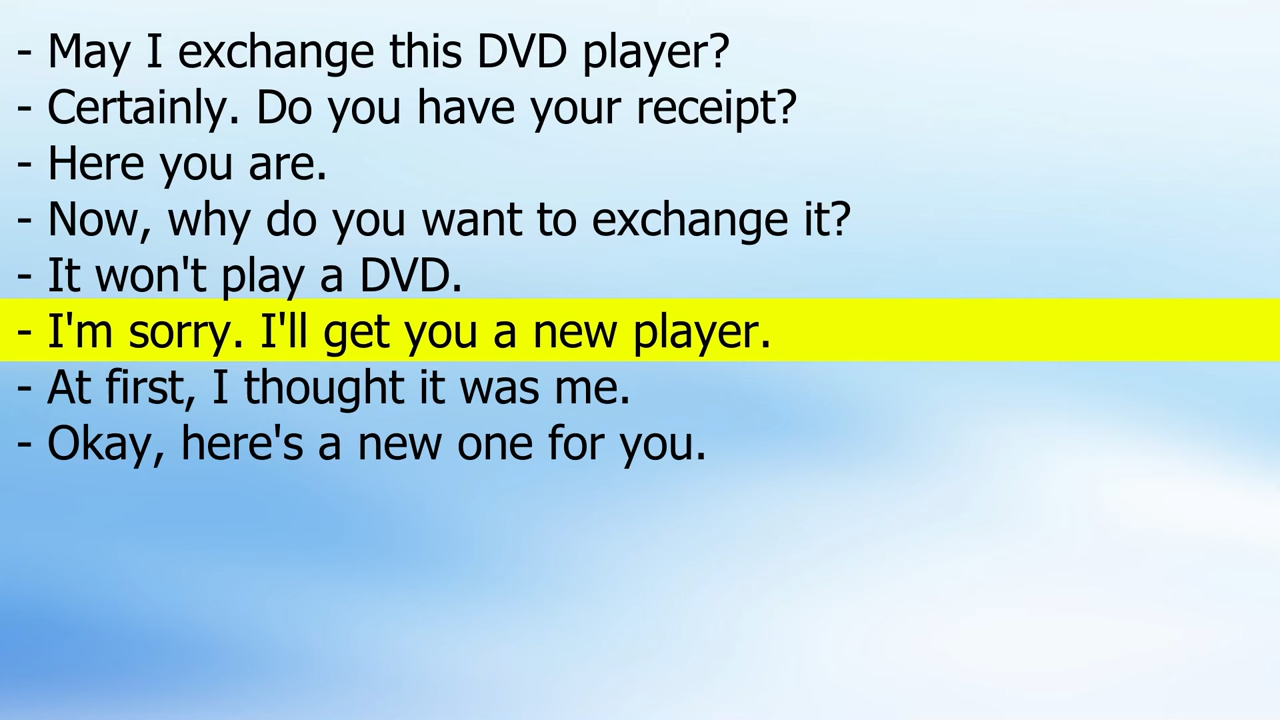 - May I exchange this DVD player?
- Certainly. Do you have your receipt?
- Here you are.
- Now, why do you want to exchange it?
- It won't play a DVD.
- I'm sorry. I'll get you a new player.
- At first, I thought it was me.
- Okay, here's a new one for you.